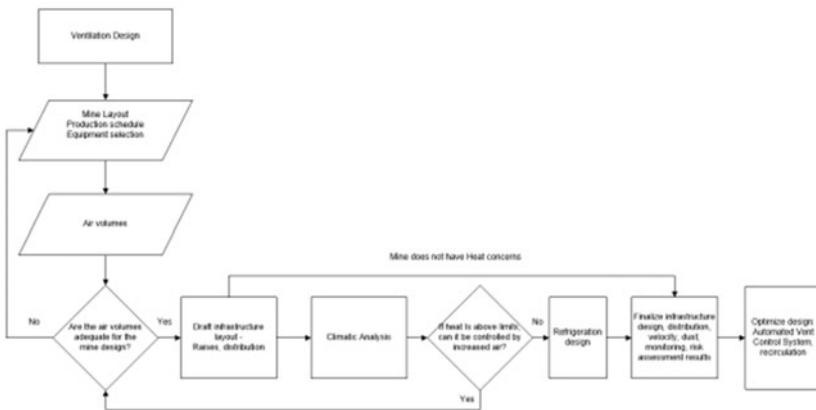 Ventilation Design
Mine Layout
Production schedule
Equipment selection
Air volumes
Mine does not have Heat concerns
No
Are the air volumes
adequate for the
mine design?
Yes
Draft infrastructure
layout -
Raises, distribution
Climatic Analysis
If heat is above limits,
can it be controlled by
increased air?
No
Refrigeration
design
Finalize infrastructure
design, distribution,
velocity, dust,
monitoring, risk
assessment results
Optimize design:
Automated Vent
Control System,
recirculation
Yes